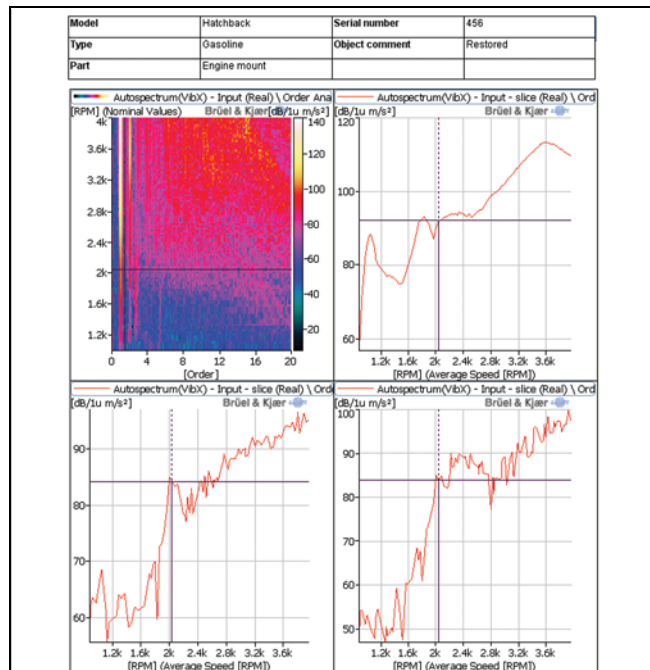 Model Hatchback Serial number 456
Type Gasoline Object comment Restored
Part Engine mount
Autospectrum(VibX) - Input (Real) \ Order Ana
[RPM] (Nominal Values) Brüel & Kjær [dB/1u m/s²]
4k 140
3.6k 120
3.2k 100
2.8k
2.4k 80
2k 60
1.6k 40
1.2k 20
0 4 8 12 16 20
[Order]
Autospectrum(VibX) - Input - slice (Real) \ Ord
[dB/1u m/s²] Brüel & Kjær
120
100
80
60
1.2k 1.6k 2k 2.4k 2.8k 3.2k 3.6k
[RPM] (Average Speed [RPM])
Autospectrum(VibX) - Input - slice (Real) \ Orde
[dB/1u m/s²] Brüel & Kjær
90
80
70
60
1.2k 1.6k 2k 2.4k 2.8k 3.2k 3.6k
[RPM] (Average Speed [RPM])
Autospectrum(VibX) - Input - slice (Real) \ Ord
[dB/1u m/s²] Brüel & Kjær
100
90
80
70
60
50
1.2k 1.6k 2k 2.4k 2.8k 3.2k 3.6k
[RPM] (Average Speed [RPM])